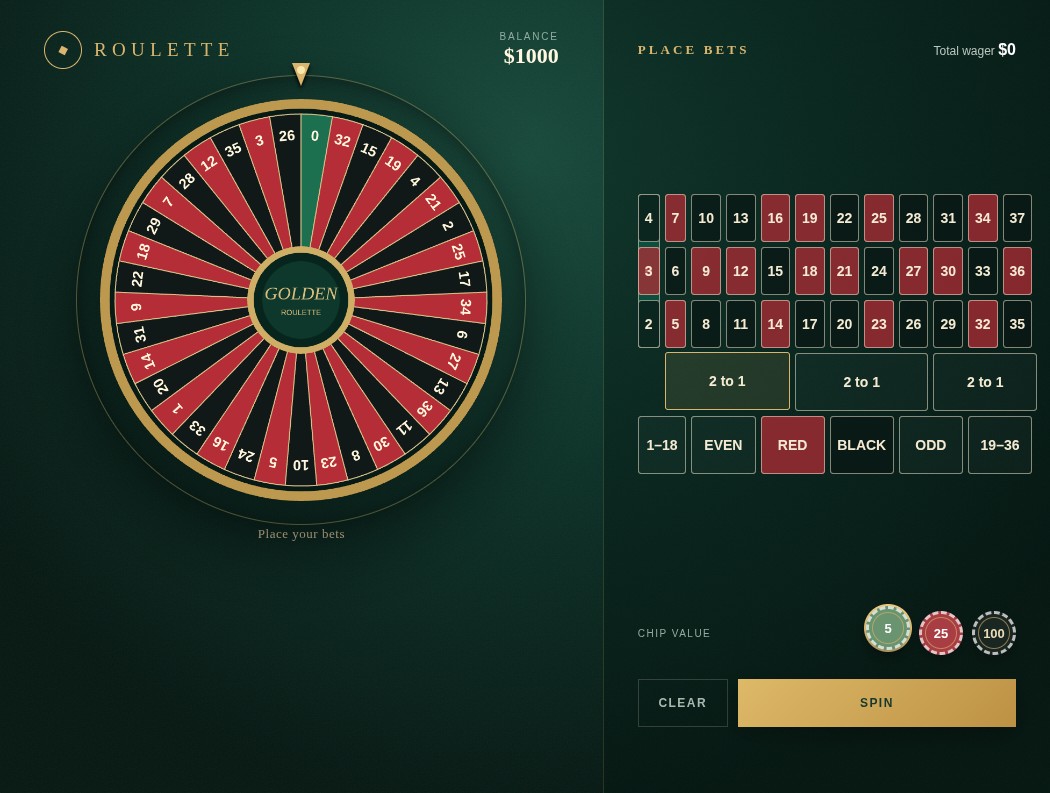 ROULETTE
BALANCE
$1000
0 32 15 19 4 21 2 25 17 34 6 27 13 36 11 30 8 23 10 5 24 16 33 1 20 14 31 9 22 18 29 7 28 12 35 3 26
GOLDEN
ROULETTE
Place your bets
PLACE BETS
Total wager $0
4 7 10 13 16 19 22 25 28 31 34 37
3 6 9 12 15 18 21 24 27 30 33 36
2 5 8 11 14 17 20 23 26 29 32 35
2 to 1 2 to 1 2 to 1
1–18 EVEN RED BLACK ODD 19–36
CHIP VALUE 5 25 100
CLEAR SPIN